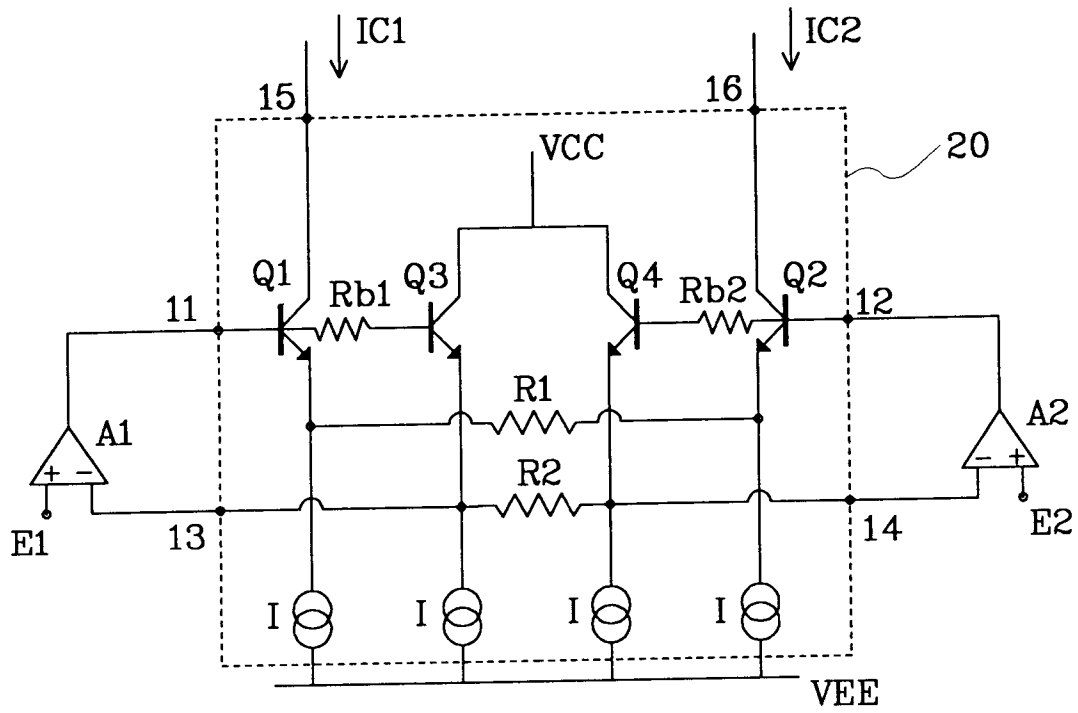 IC1
IC2
15
16
VCC
20
Q1
Q3
Q4
Q2
Rb1
Rb2
11
12
R1
A1
A2
+ -
- +
R2
E1
13
14
E2
I
I
I
I
VEE